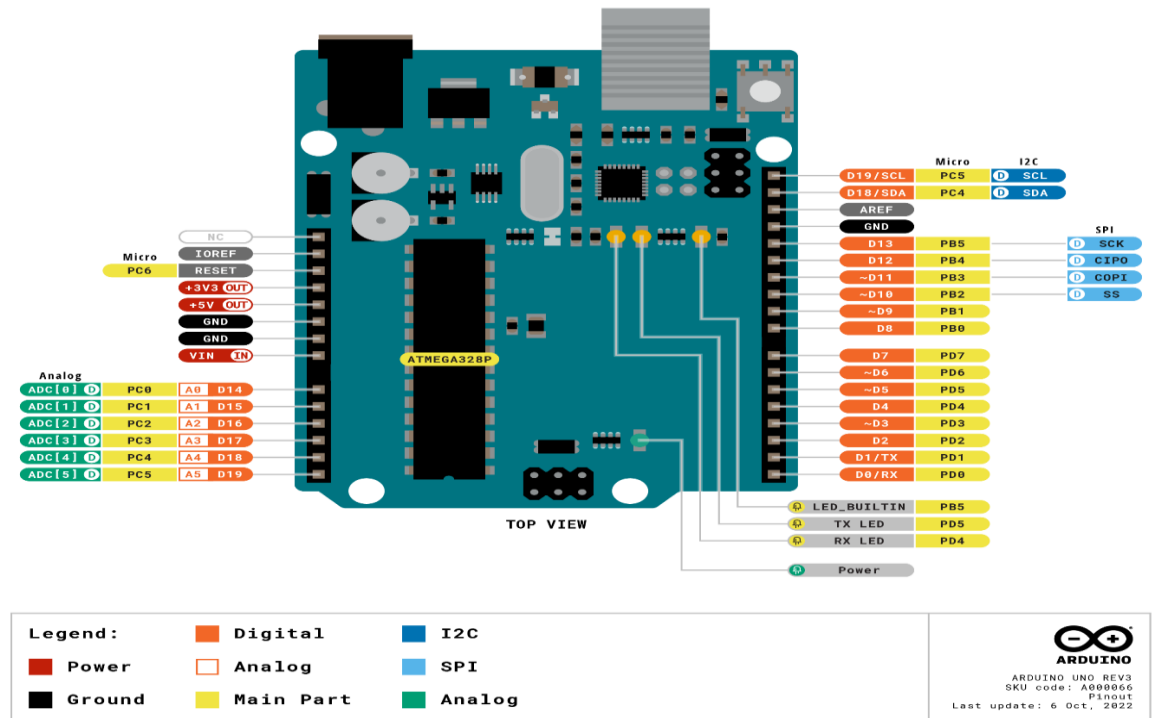 Micro I2C
D19/SCL PC5 D SCL
D18/SDA PC4 D SDA
AREF
GND
SPI
D13 PB5 D SCK
D12 PB4 D CIPO
~D11 PB3 D COPI
~D10 PB2 D SS
~D9 PB1
D8 PB0
D7 PD7
~D6 PD6
~D5 PD5
D4 PD4
~D3 PD3
D2 PD2
D1/TX PD1
D0/RX PD0
NC
IOREF
Micro
PC6 RESET
+3V3 OUT
+5V OUT
GND
GND
VIN IN
Analog
ADC[0] D PC0 A0 D14
ADC[1] D PC1 A1 D15
ADC[2] D PC2 A2 D16
ADC[3] D PC3 A3 D17
ADC[4] D PC4 A4 D18
ADC[5] D PC5 A5 D19
ATMEGA328P
LED_BUILTIN PB5
TX LED PD5
RX LED PD4
Power
TOP VIEW
Legend:
Power
Ground
Digital
Analog
Main Part
I2C
SPI
Analog
ARDUINO
ARDUINO UNO REV3
SKU code: A000066
Pinout
Last update: 6 Oct, 2022